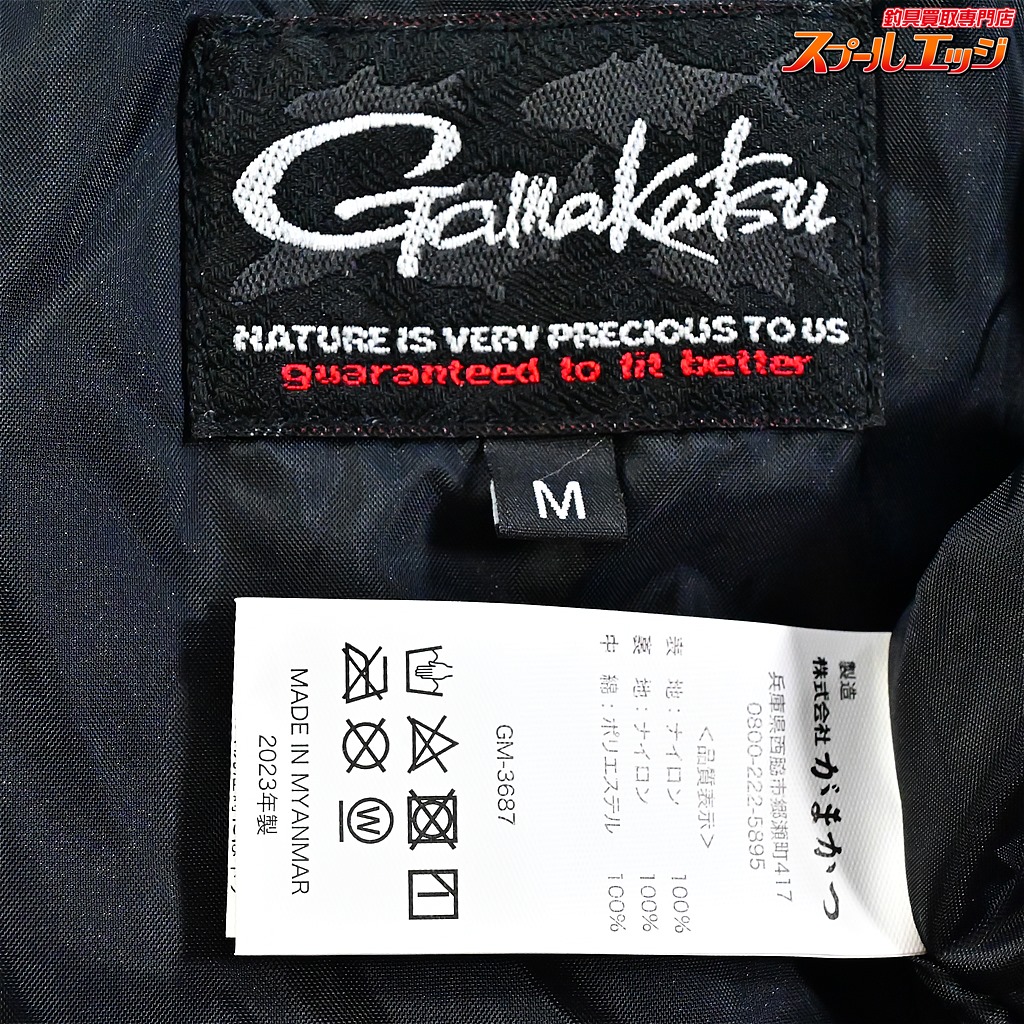 釣具買取専門店
スプールエッジ
Gamakatsu
NATURE IS VERY PRECIOUS TO US
guaranteed to fit better
M
製造
株式会社 がまかつ
兵庫県西脇市郷瀬町417
0800-222-5895
<品質表示>
表 地:ナイロン 100%
裏 地:ナイロン 100%
中 綿:ポリエステル 100%
GM-3687
W
MADE IN MYANMAR
2023年製